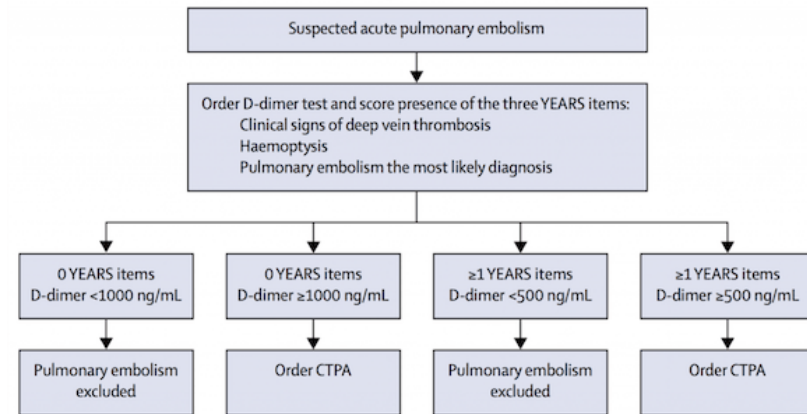 Suspected acute pulmonary embolism
Order D-dimer test and score presence of the three YEARS items:
Clinical signs of deep vein thrombosis
Haemoptysis
Pulmonary embolism the most likely diagnosis
0 YEARS items
D-dimer <1000 ng/mL
0 YEARS items
D-dimer ≥1000 ng/mL
≥1 YEARS items
D-dimer <500 ng/mL
≥1 YEARS items
D-dimer ≥500 ng/mL
Pulmonary embolism
excluded
Order CTPA
Pulmonary embolism
excluded
Order CTPA